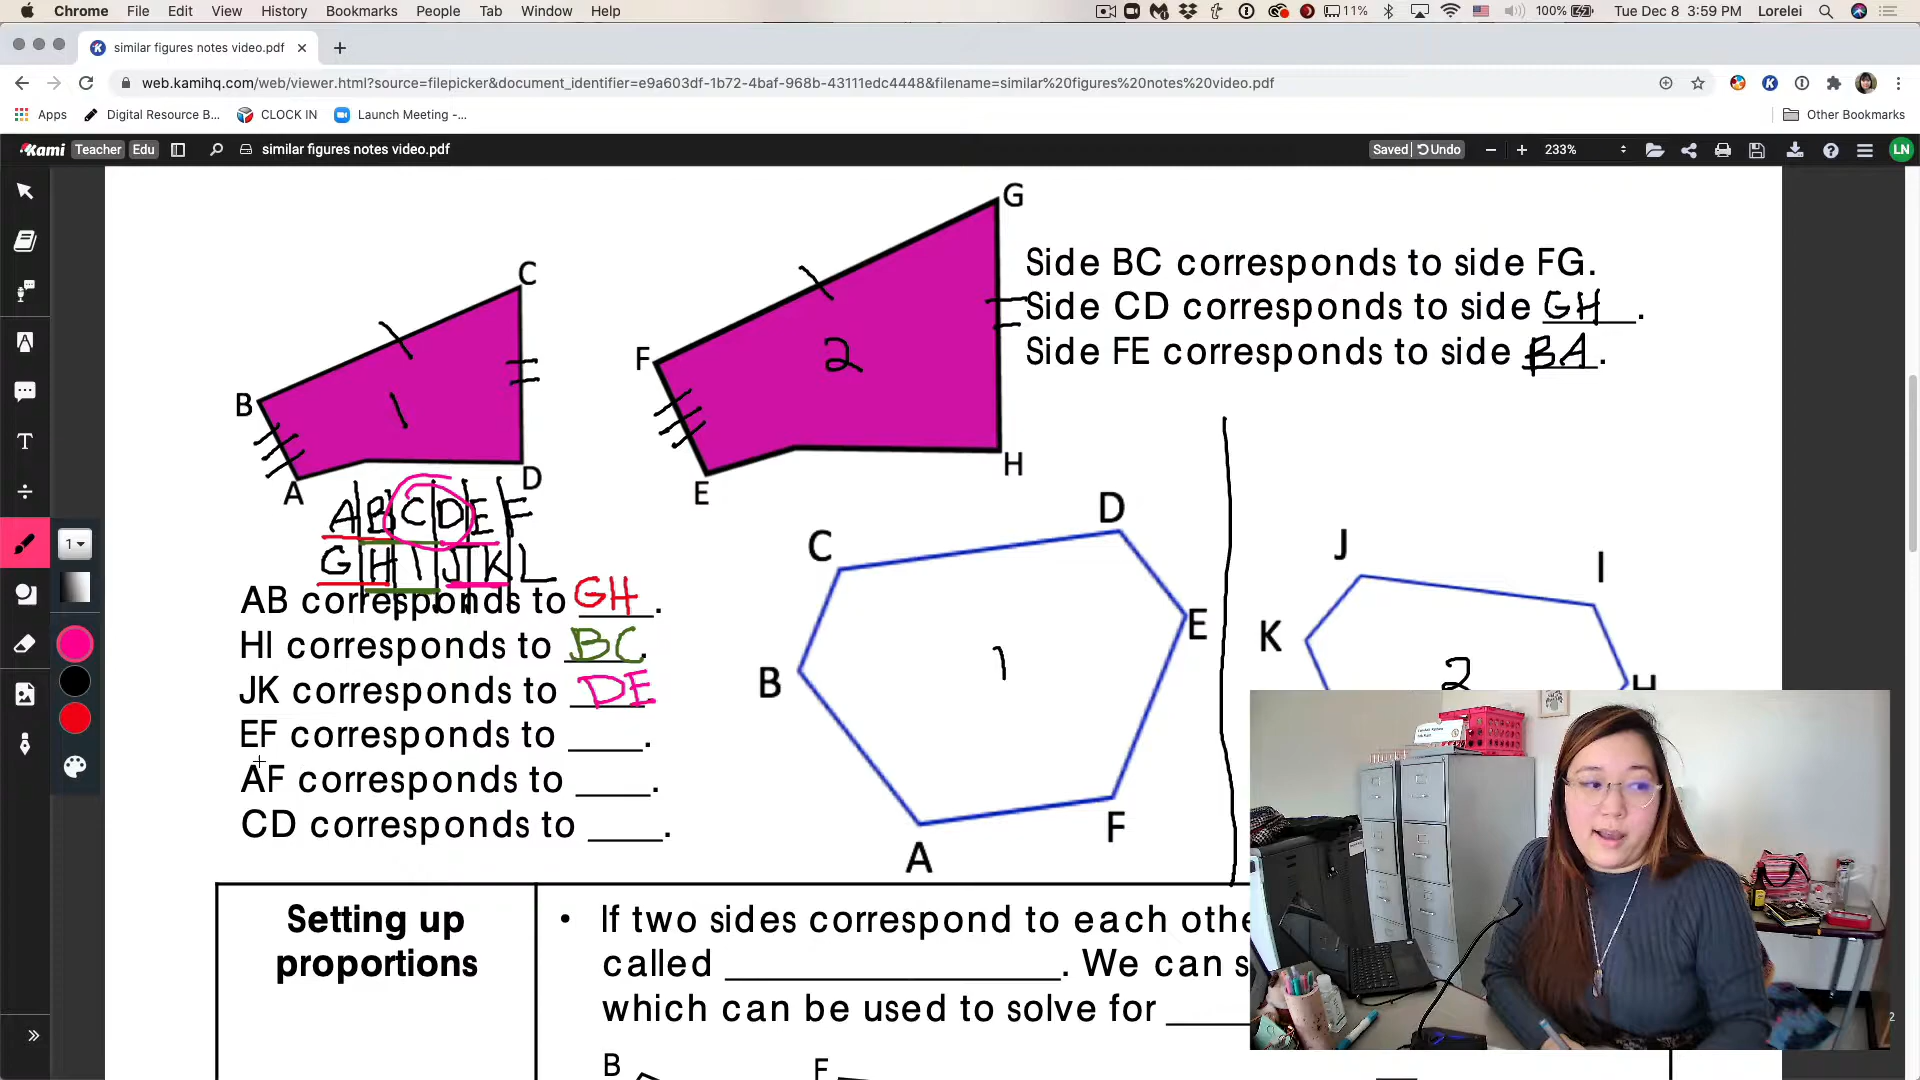 Chrome File Edit View History Bookmarks People Tab Window Help 11% 100% Tue Dec 8 3:59 PM Lorelei
similar figures notes video.pdf
web.kamihq.com/web/viewer.html?source=filepicker&document_identifier=e9a603df-1b72-4baf-968b-43111edc4448&filename=similar%20figures%20notes%20video.pdf
Apps Digital Resource B... CLOCK IN Launch Meeting -... Other Bookmarks
Kami Teacher Edu similar figures notes video.pdf Saved Undo 233% LN
G
C
Side BC corresponds to side FG.
Side CD corresponds to side GH.
Side FE corresponds to side BA.
F
2
B
1
A
D
E
H
A B C D E F
G H I J K L
AB corresponds to GH.
HI corresponds to BC.
JK corresponds to DE
EF corresponds to ____.
AF corresponds to ____.
CD corresponds to ____.
C
D
E
B
1
F
A
J
I
K
2
H
1
Setting up
proportions
• If two sides correspond to each othe
called ________________. We can s
which can be used to solve for ____
B
F
2